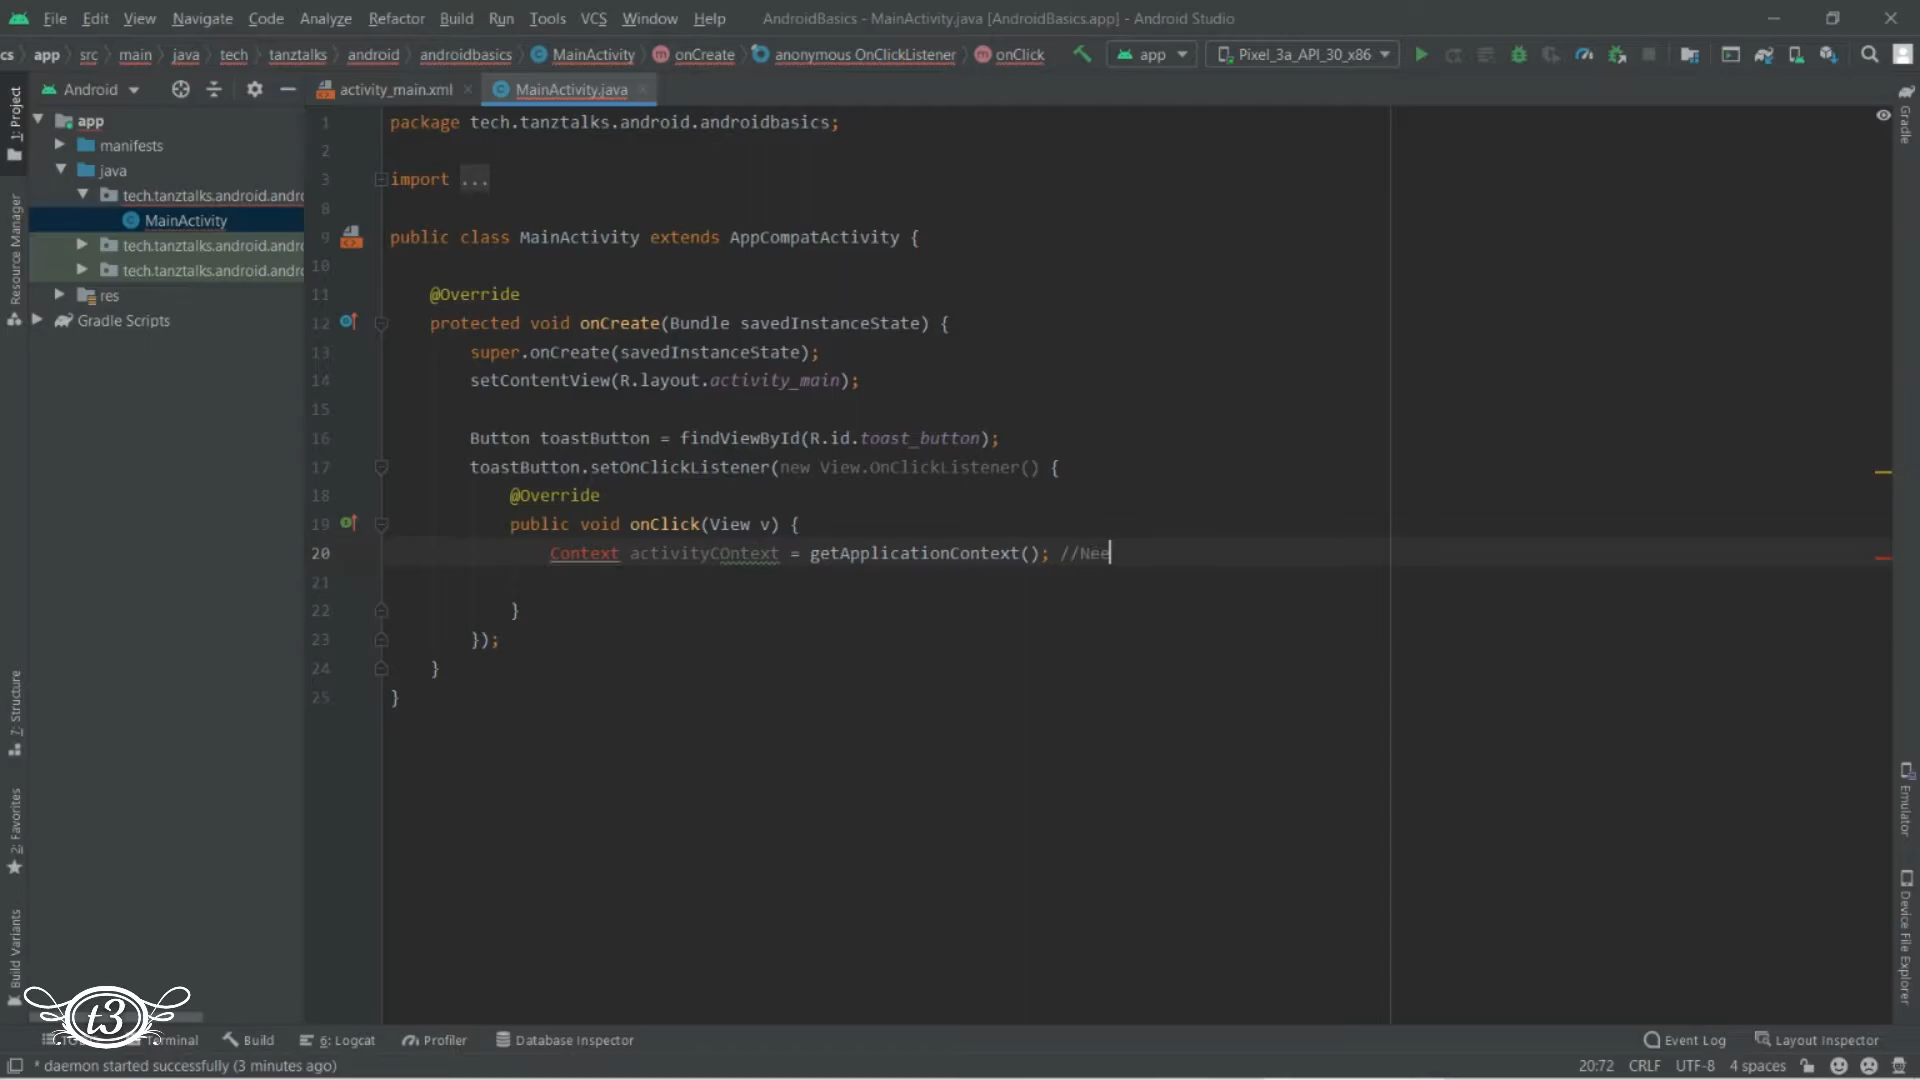 File Edit View Navigate Code Analyze Refactor Build Run Tools VCS Window Help AndroidBasics - MainActivity.java [AndroidBasics.app] - Android Studio
cs app src main java tech tanztalks android androidbasics MainActivity onCreate anonymous OnClickListener onClick app Pixel_3a_API_30_x86
Android activity_main.xml MainActivity.java
1: Project
Resource Manager
7: Structure
2: Favorites
Build Variants
app
manifests
java
tech.tanztalks.android.andro
MainActivity
tech.tanztalks.android.andro
tech.tanztalks.android.andro
res
Gradle Scripts
1 package tech.tanztalks.android.androidbasics;
2
3 import ...
8
9 public class MainActivity extends AppCompatActivity {
10
11 @Override
12 protected void onCreate(Bundle savedInstanceState) {
13 super.onCreate(savedInstanceState);
14 setContentView(R.layout.activity_main);
15
16 Button toastButton = findViewById(R.id.toast_button);
17 toastButton.setOnClickListener(new View.OnClickListener() {
18 @Override
19 public void onClick(View v) {
20 Context activityCOntext = getApplicationContext(); //Nee
21
22 }
23 });
24 }
25 }
Gradle
Emulator
Device File Explorer
t3
Terminal Build 6: Logcat Profiler Database Inspector Event Log Layout Inspector
* daemon started successfully (3 minutes ago) 20:72 CRLF UTF-8 4 spaces